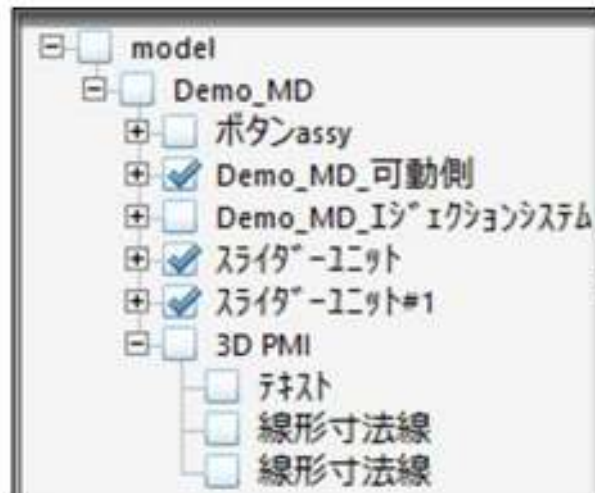 model
Demo_MD
ボタンassy
Demo_MD_可動側
Demo_MD_ｴｼﾞｪｸｼｮﾝｼｽﾃﾑ
ｽﾗｲﾀﾞｰﾕﾆｯﾄ
ｽﾗｲﾀﾞｰﾕﾆｯﾄ#1
3D PMI
ﾃｷｽﾄ
線形寸法線
線形寸法線